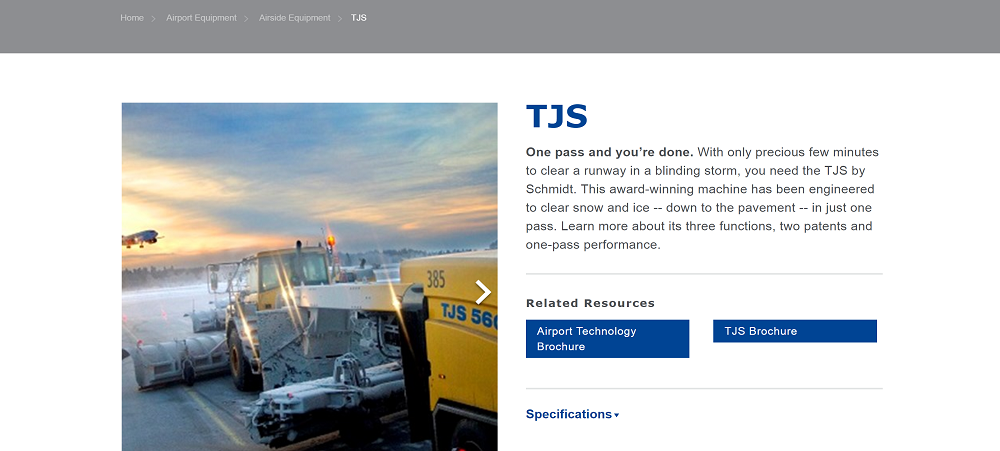 Home > Airport Equipment > Airside Equipment > TJS
TJS
One pass and you’re done. With only precious few minutes
to clear a runway in a blinding storm, you need the TJS by
Schmidt. This award-winning machine has been engineered
to clear snow and ice -- down to the pavement -- in just one
pass. Learn more about its three functions, two patents and
one-pass performance.
385
TJS 560
Related Resources
Airport Technology
Brochure
TJS Brochure
Specifications